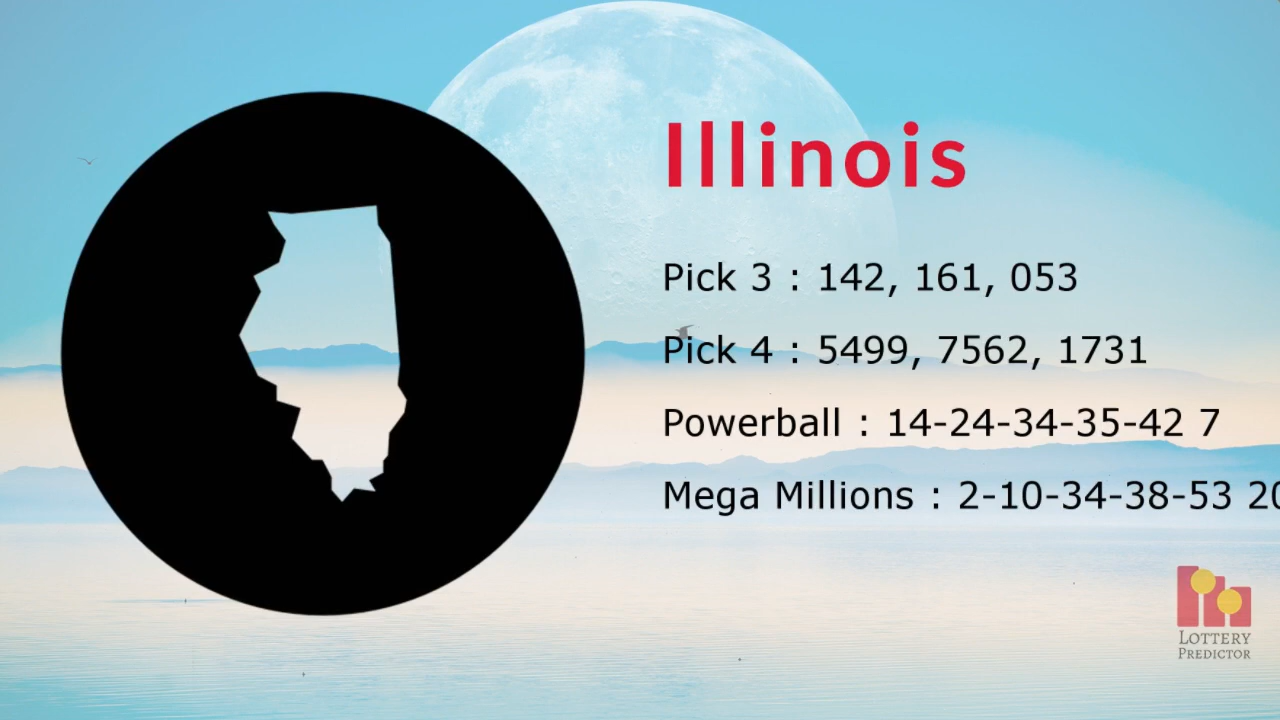 Illinois
Pick 3 : 142, 161, 053
Pick 4 : 5499, 7562, 1731
Powerball : 14-24-34-35-42 7
Mega Millions : 2-10-34-38-53 20
LOTTERY
PREDICTOR